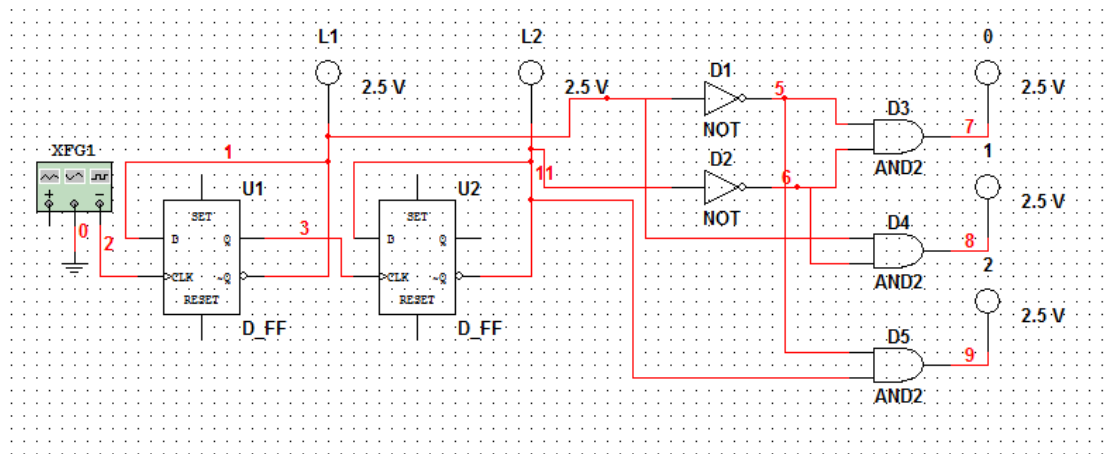 L1
L2
0
2.5 V
2.5 V
D1
5
2.5 V
NOT
D3
7
XFG1
1
D2
AND2
1
11
6
2.5 V
U1
U2
NOT
0
2
SET
SET
D Q
3
D Q
D4
8
CLK ~Q
CLK ~Q
AND2
2
RESET
RESET
2.5 V
D_FF
D_FF
D5
9
AND2